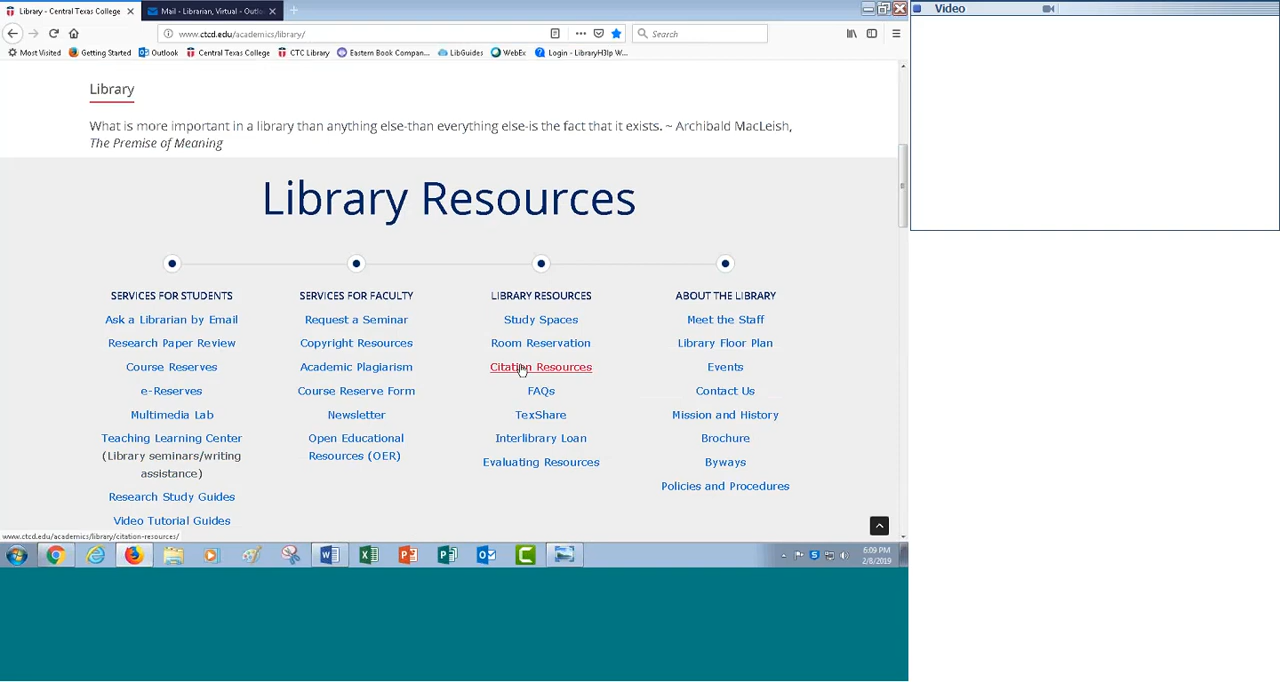 Library - Central Texas College
Mail - Librarian, Virtual - Outlo
Video
www.ctcd.edu/academics/library/
Search
Most Visited
Getting Started
Outlook
Central Texas College
CTC Library
Eastern Book Compan...
LibGuides
WebEx
Login - LibraryH3lp W...
Library
What is more important in a library than anything else-than everything else-is the fact that it exists. ~ Archibald MacLeish,
The Premise of Meaning
Library Resources
SERVICES FOR STUDENTS
Ask a Librarian by Email
Research Paper Review
Course Reserves
e-Reserves
Multimedia Lab
Teaching Learning Center
(Library seminars/writing
assistance)
Research Study Guides
Video Tutorial Guides
SERVICES FOR FACULTY
Request a Seminar
Copyright Resources
Academic Plagiarism
Course Reserve Form
Newsletter
Open Educational
Resources (OER)
LIBRARY RESOURCES
Study Spaces
Room Reservation
Citation Resources
FAQs
TexShare
Interlibrary Loan
Evaluating Resources
ABOUT THE LIBRARY
Meet the Staff
Library Floor Plan
Events
Contact Us
Mission and History
Brochure
Byways
Policies and Procedures
www.ctcd.edu/academics/library/citation-resources/
6:09 PM
2/8/2019